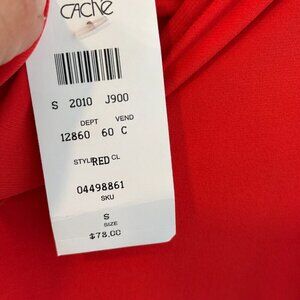 CACHE
S 2010 J900
DEPT VEND
12860 60 C
STYLE RED CL
04498861
SKU
S
SIZE
$78.00